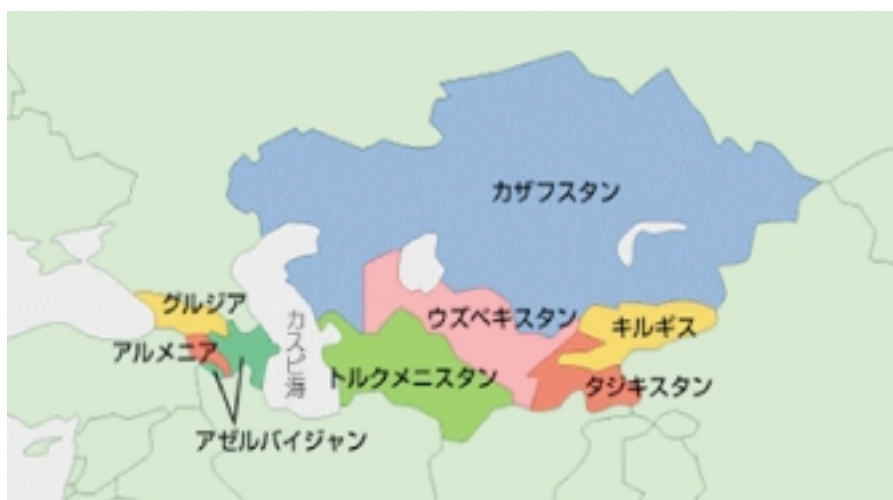 カザフスタン
グルジア
カスピ海
ウズベキスタン
キルギス
アルメニア
トルクメニスタン
タジキスタン
アゼルバイジャン